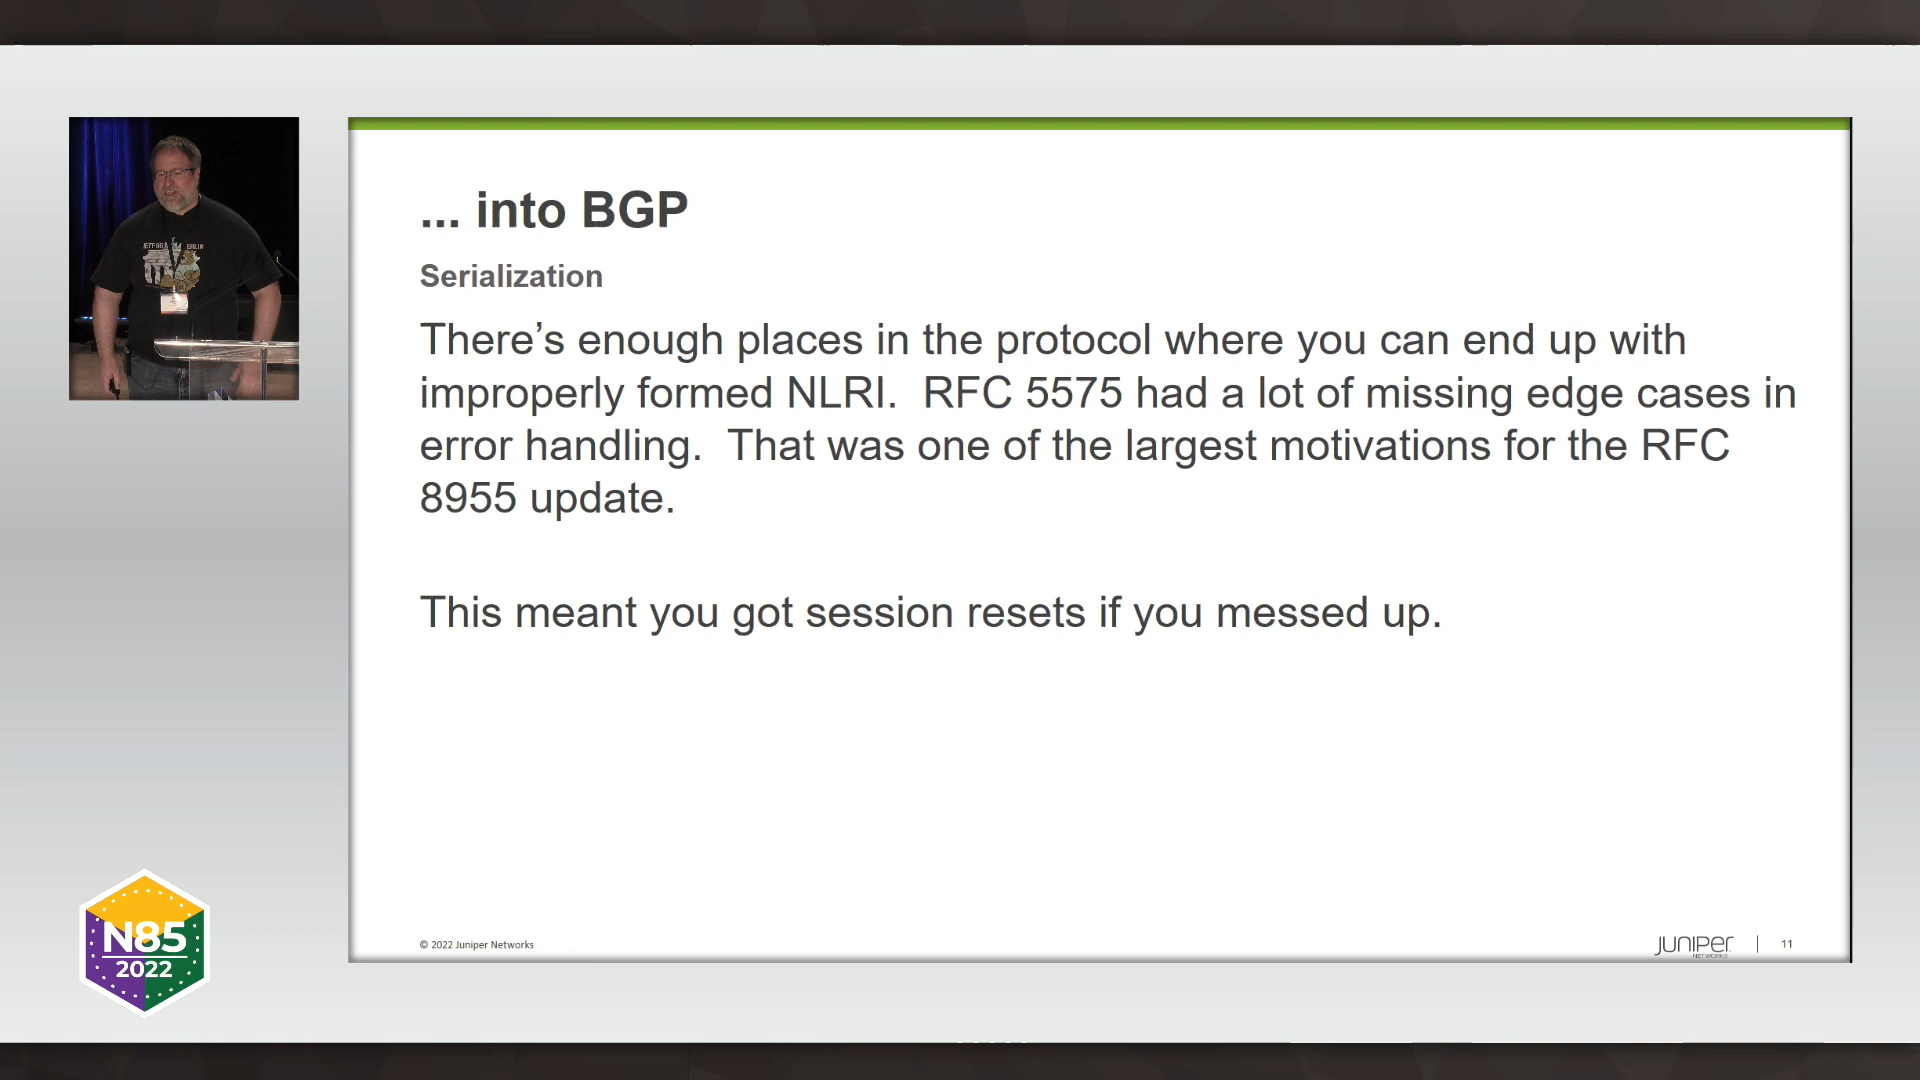 ... into BGP
Serialization
There’s enough places in the protocol where you can end up with
improperly formed NLRI.  RFC 5575 had a lot of missing edge cases in
error handling.  That was one of the largest motivations for the RFC
8955 update.
This meant you got session resets if you messed up.
N85
2022
© 2022 Juniper Networks
JUNIPER
NETWORKS
11